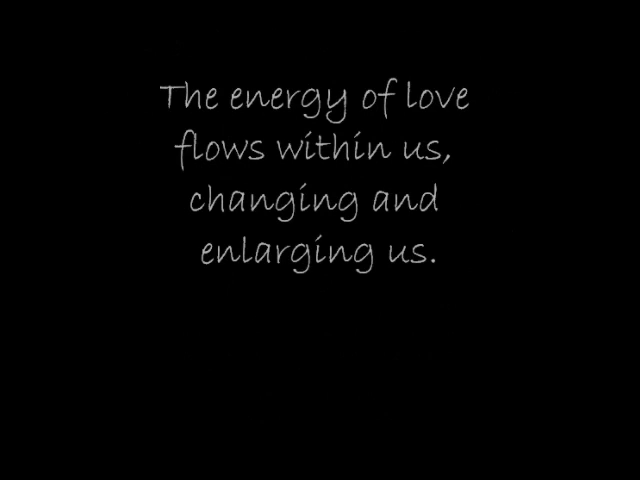 The energy of love
flows within us,
changing and
enlarging us.